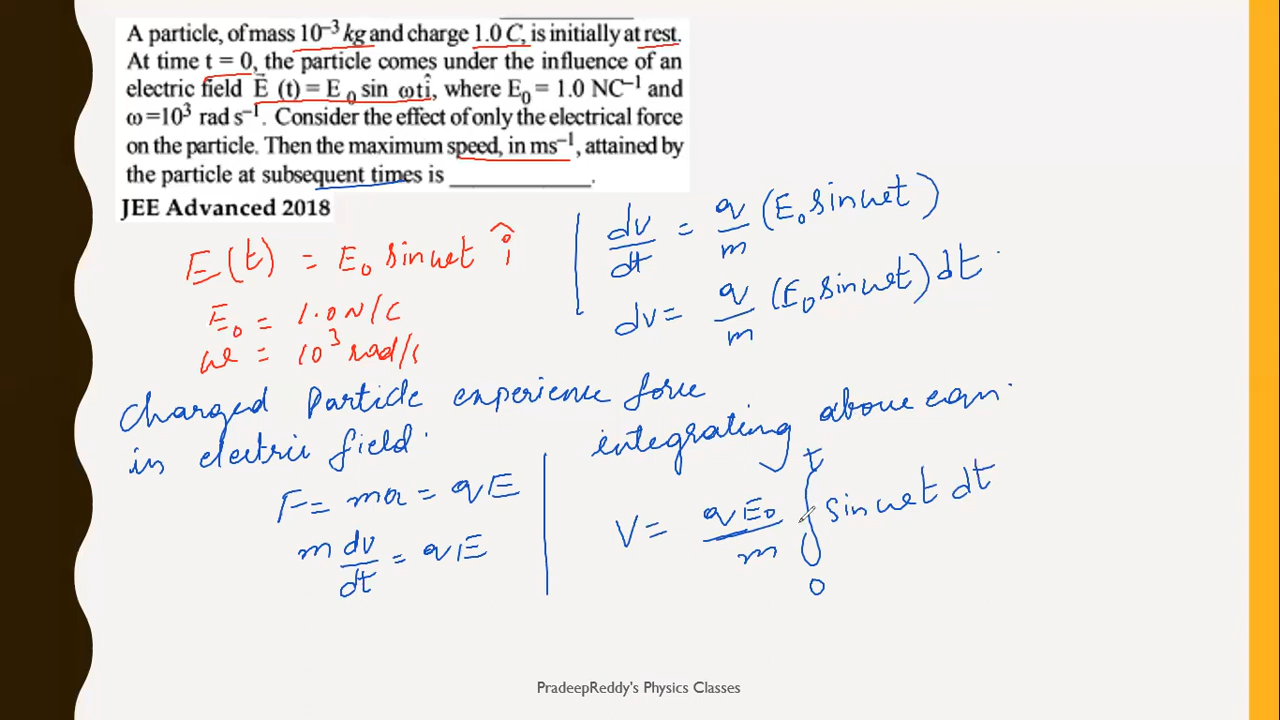 A particle, of mass 10⁻³ kg and charge 1.0 C, is initially at rest.
At time t = 0, the particle comes under the influence of an
electric field E⃗ (t) = E₀ sin ωt î, where E₀ = 1.0 NC⁻¹ and
ω =10³ rad s⁻¹. Consider the effect of only the electrical force
on the particle. Then the maximum speed, in ms⁻¹, attained by
the particle at subsequent times is ____________.
JEE Advanced 2018
E(t) = E₀ sinωt î
E₀ = 1.0 N/C
ω = 10³ rad/s
charged Particle experience force
in electric field.
F = ma = qE
m dv/dt = qE
dv/dt = q/m (E₀ sinωt)
dv = q/m (E₀ sinωt) dt
integrating above eqn.
V = qE₀/m ∫₀ᵗ sinωt dt
PradeepReddy's Physics Classes